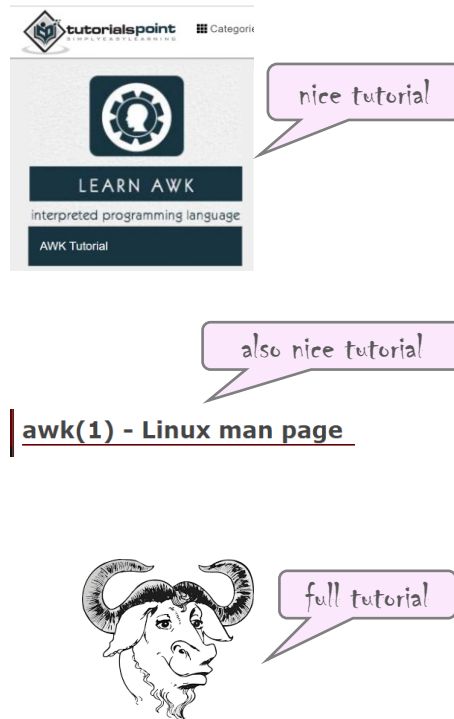 tutorialspoint
SIMPLYEASYLEARNING
Categorie
nice tutorial
LEARN AWK
interpreted programming language
AWK Tutorial
also nice tutorial
awk(1) - Linux man page
full tutorial